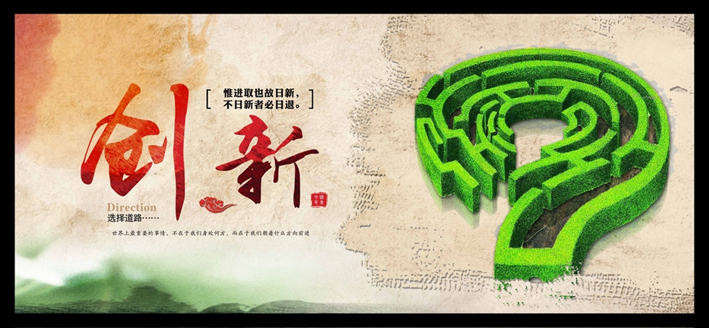 惟进取也故日新，
不日新者必日退。
创新
Direction
选择道路……
世界上最重要的事情，不在于我们身处何方，而在于我们朝着什么方向前进